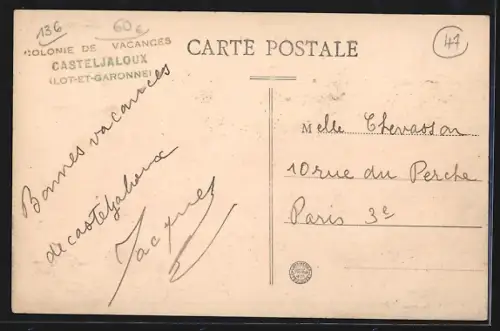 136
60€
COLONIE DE VACANCES
CASTELJALOUX
(LOT-ET-GARONNE)
CARTE POSTALE
47
Bonnes vacances
de casteljaloux
Jacques
Melle Chevasson
10 rue du Perche
Paris 3e